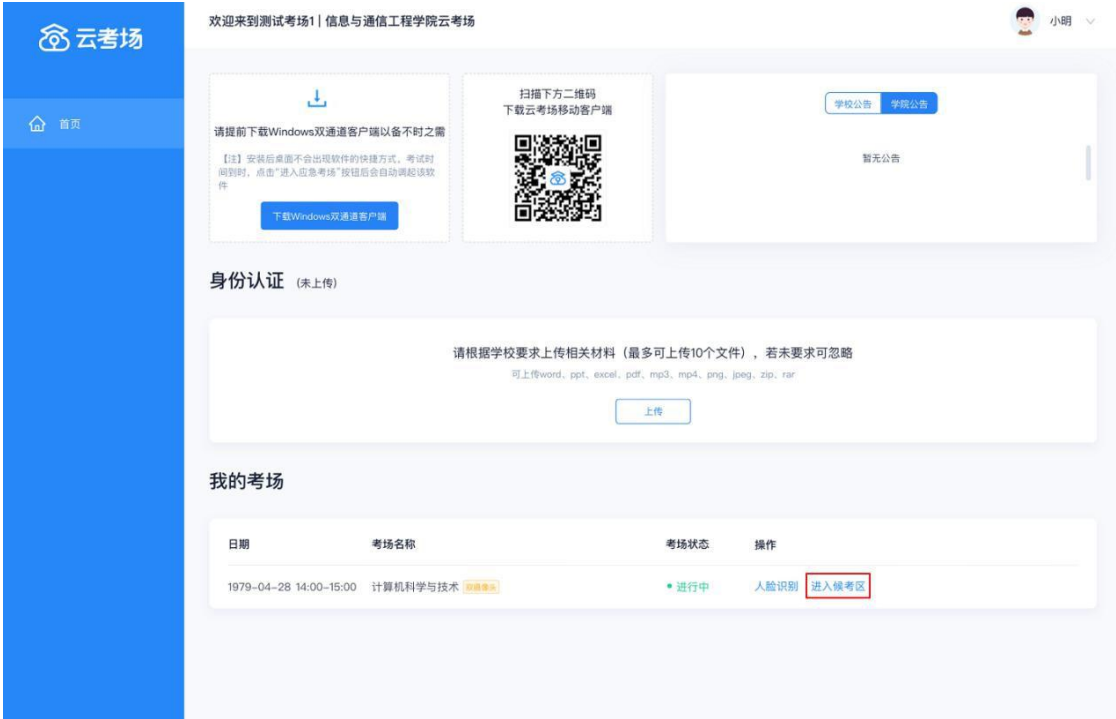 云考场
欢迎来到测试考场1 | 信息与通信工程学院云考场
小明
首页
请提前下载Windows双通道客户端以备不时之需
【注】安装后桌面不会出现软件的快捷方式，考试时
间到时，点击“进入应急考场”按钮后会自动调起该软
件
下载Windows双通道客户端
扫描下方二维码
下载云考场移动客户端
学校公告 学院公告
暂无公告
身份认证 (未上传)
请根据学校要求上传相关材料（最多可上传10个文件），若未要求可忽略
可上传word、ppt、excel、pdf、mp3、mp4、png、jpeg、zip、rar
上传
我的考场
日期 考场名称 考场状态 操作
1979-04-28 14:00-15:00 计算机科学与技术 双摄像头 进行中 人脸识别 进入候考区